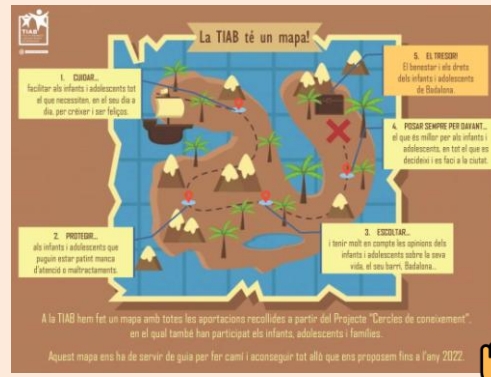 TIAB
La TIAB té un mapa!
1. CUIDAR...
facilitar als infants i adolescents tot
el que necessiten, en el seu dia a
dia, per créixer i ser feliços.
2. PROTEGIR...
als infants i adolescents que
puguin estar patint manca
d'atenció o maltractaments.
3. ESCOLTAR...
i tenir molt en compte les opinions dels
infants i adolescents sobre la seva
vida, el seu barri, Badalona...
4. POSAR SEMPRE PER DAVANT...
el que és millor per als infants i
adolescents, en tot el que es
decideixi i es faci a la ciutat.
5. EL TRESOR!
El benestar i els drets
dels infants i adolescents
de Badalona.
A la TIAB hem fet un mapa amb totes les aportacions recollides a partir del Projecte "Cercles de coneixement",
en el qual també han participat els infants, adolescents i famílies.
Aquest mapa ens ha de servir de guia per fer camí i aconseguir tot allò que ens proposem fins a l'any 2022.